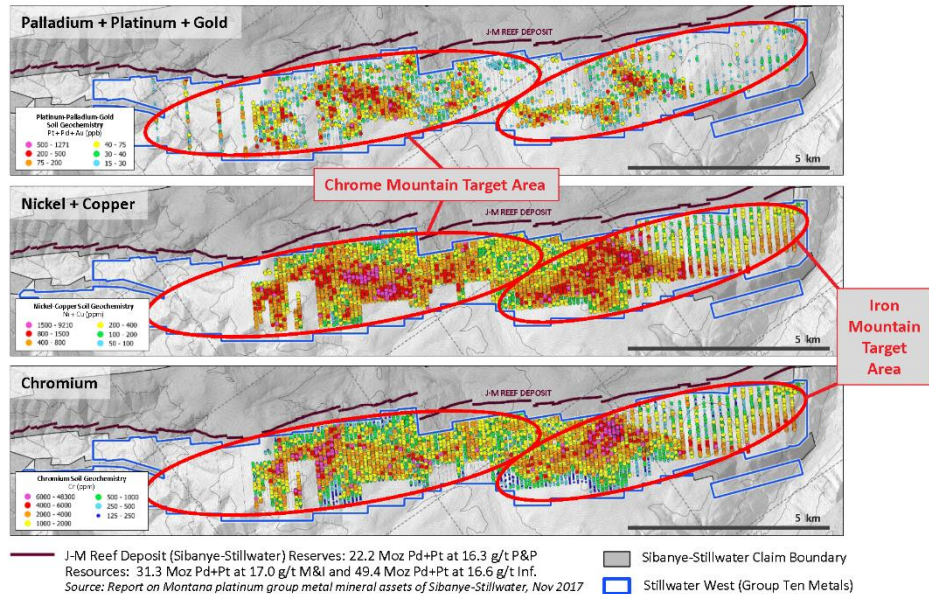 Palladium + Platinum + Gold
J-M REEF DEPOSIT
Platinum-Palladium-Gold
Soil Geochemistry
Pt + Pd + Au (ppb)
500 - 1271 40 - 75
200 - 500 30 - 40
75 - 200 15 - 30
5 km
Chrome Mountain Target Area
Nickel + Copper
J-M REEF DEPOSIT
Nickel-Copper Soil Geochemistry
Ni + Cu (ppm)
1500 - 9210 200 - 400
800 - 1500 100 - 200
400 - 800 50 - 100
5 km
Iron
Mountain
Target
Area
Chromium
J-M REEF DEPOSIT
Chromium Soil Geochemistry
Cr (ppm)
6000 - 48300 500 - 1000
4000 - 6000 250 - 500
2000 - 4000 125 - 250
1000 - 2000
5 km
J-M Reef Deposit (Sibanye-Stillwater) Reserves: 22.2 Moz Pd+Pt at 16.3 g/t P&P
Resources: 31.3 Moz Pd+Pt at 17.0 g/t M&I and 49.4 Moz Pd+Pt at 16.6 g/t Inf.
Source: Report on Montana platinum group metal mineral assets of Sibanye-Stillwater, Nov 2017
Sibanye-Stillwater Claim Boundary
Stillwater West (Group Ten Metals)